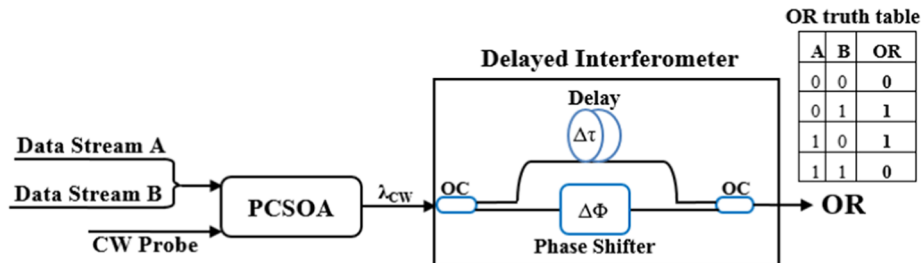 OR truth table
A B OR
0 0 0
0 1 1
1 0 1
1 1 0
Delayed Interferometer
Delay
Δτ
Data Stream A
Data Stream B
CW Probe
PCSOA
λCW
OC
ΔΦ
OC
Phase Shifter
OR